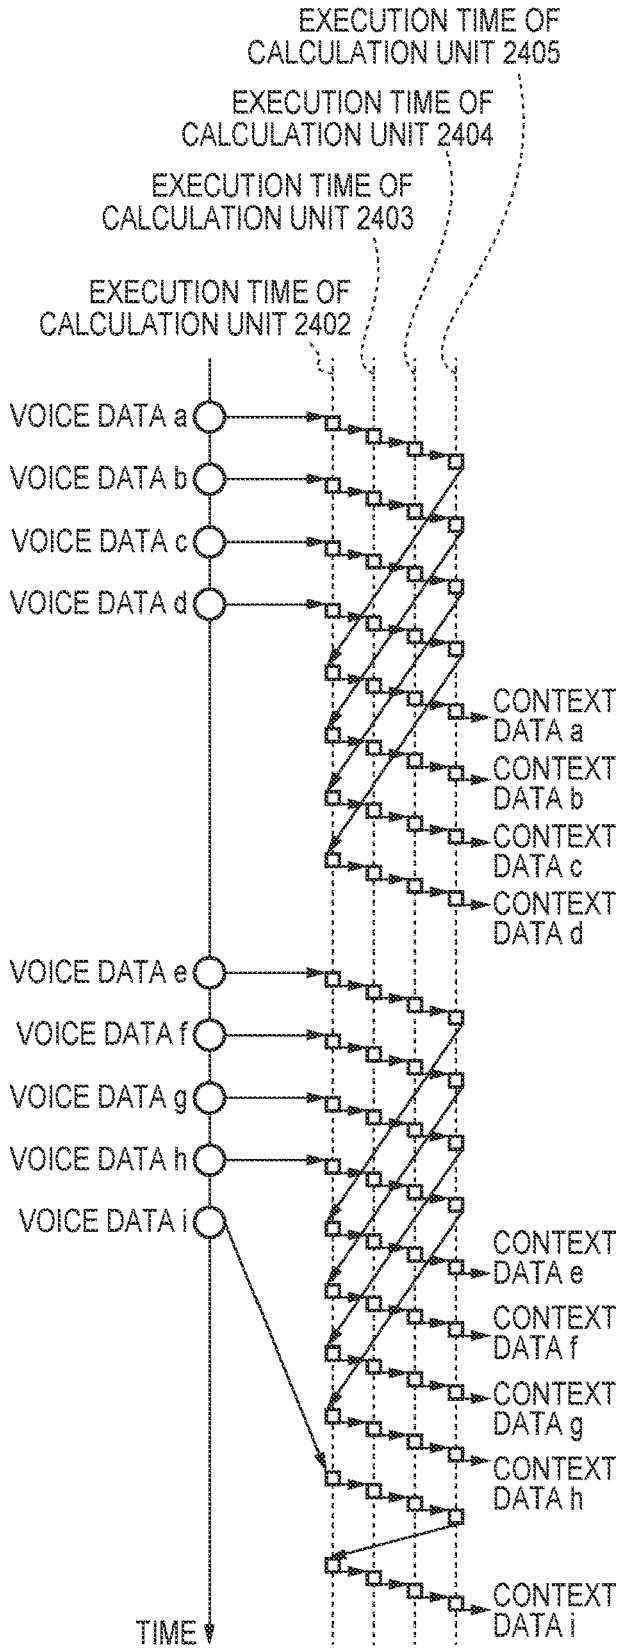 EXECUTION TIME OF
CALCULATION UNIT 2405
EXECUTION TIME OF
CALCULATION UNIT 2404
EXECUTION TIME OF
CALCULATION UNIT 2403
EXECUTION TIME OF
CALCULATION UNIT 2402
VOICE DATA a
VOICE DATA b
VOICE DATA c
VOICE DATA d
CONTEXT
DATA a
CONTEXT
DATA b
CONTEXT
DATA c
CONTEXT
DATA d
VOICE DATA e
VOICE DATA f
VOICE DATA g
VOICE DATA h
VOICE DATA i
CONTEXT
DATA e
CONTEXT
DATA f
CONTEXT
DATA g
CONTEXT
DATA h
CONTEXT
DATA i
TIME